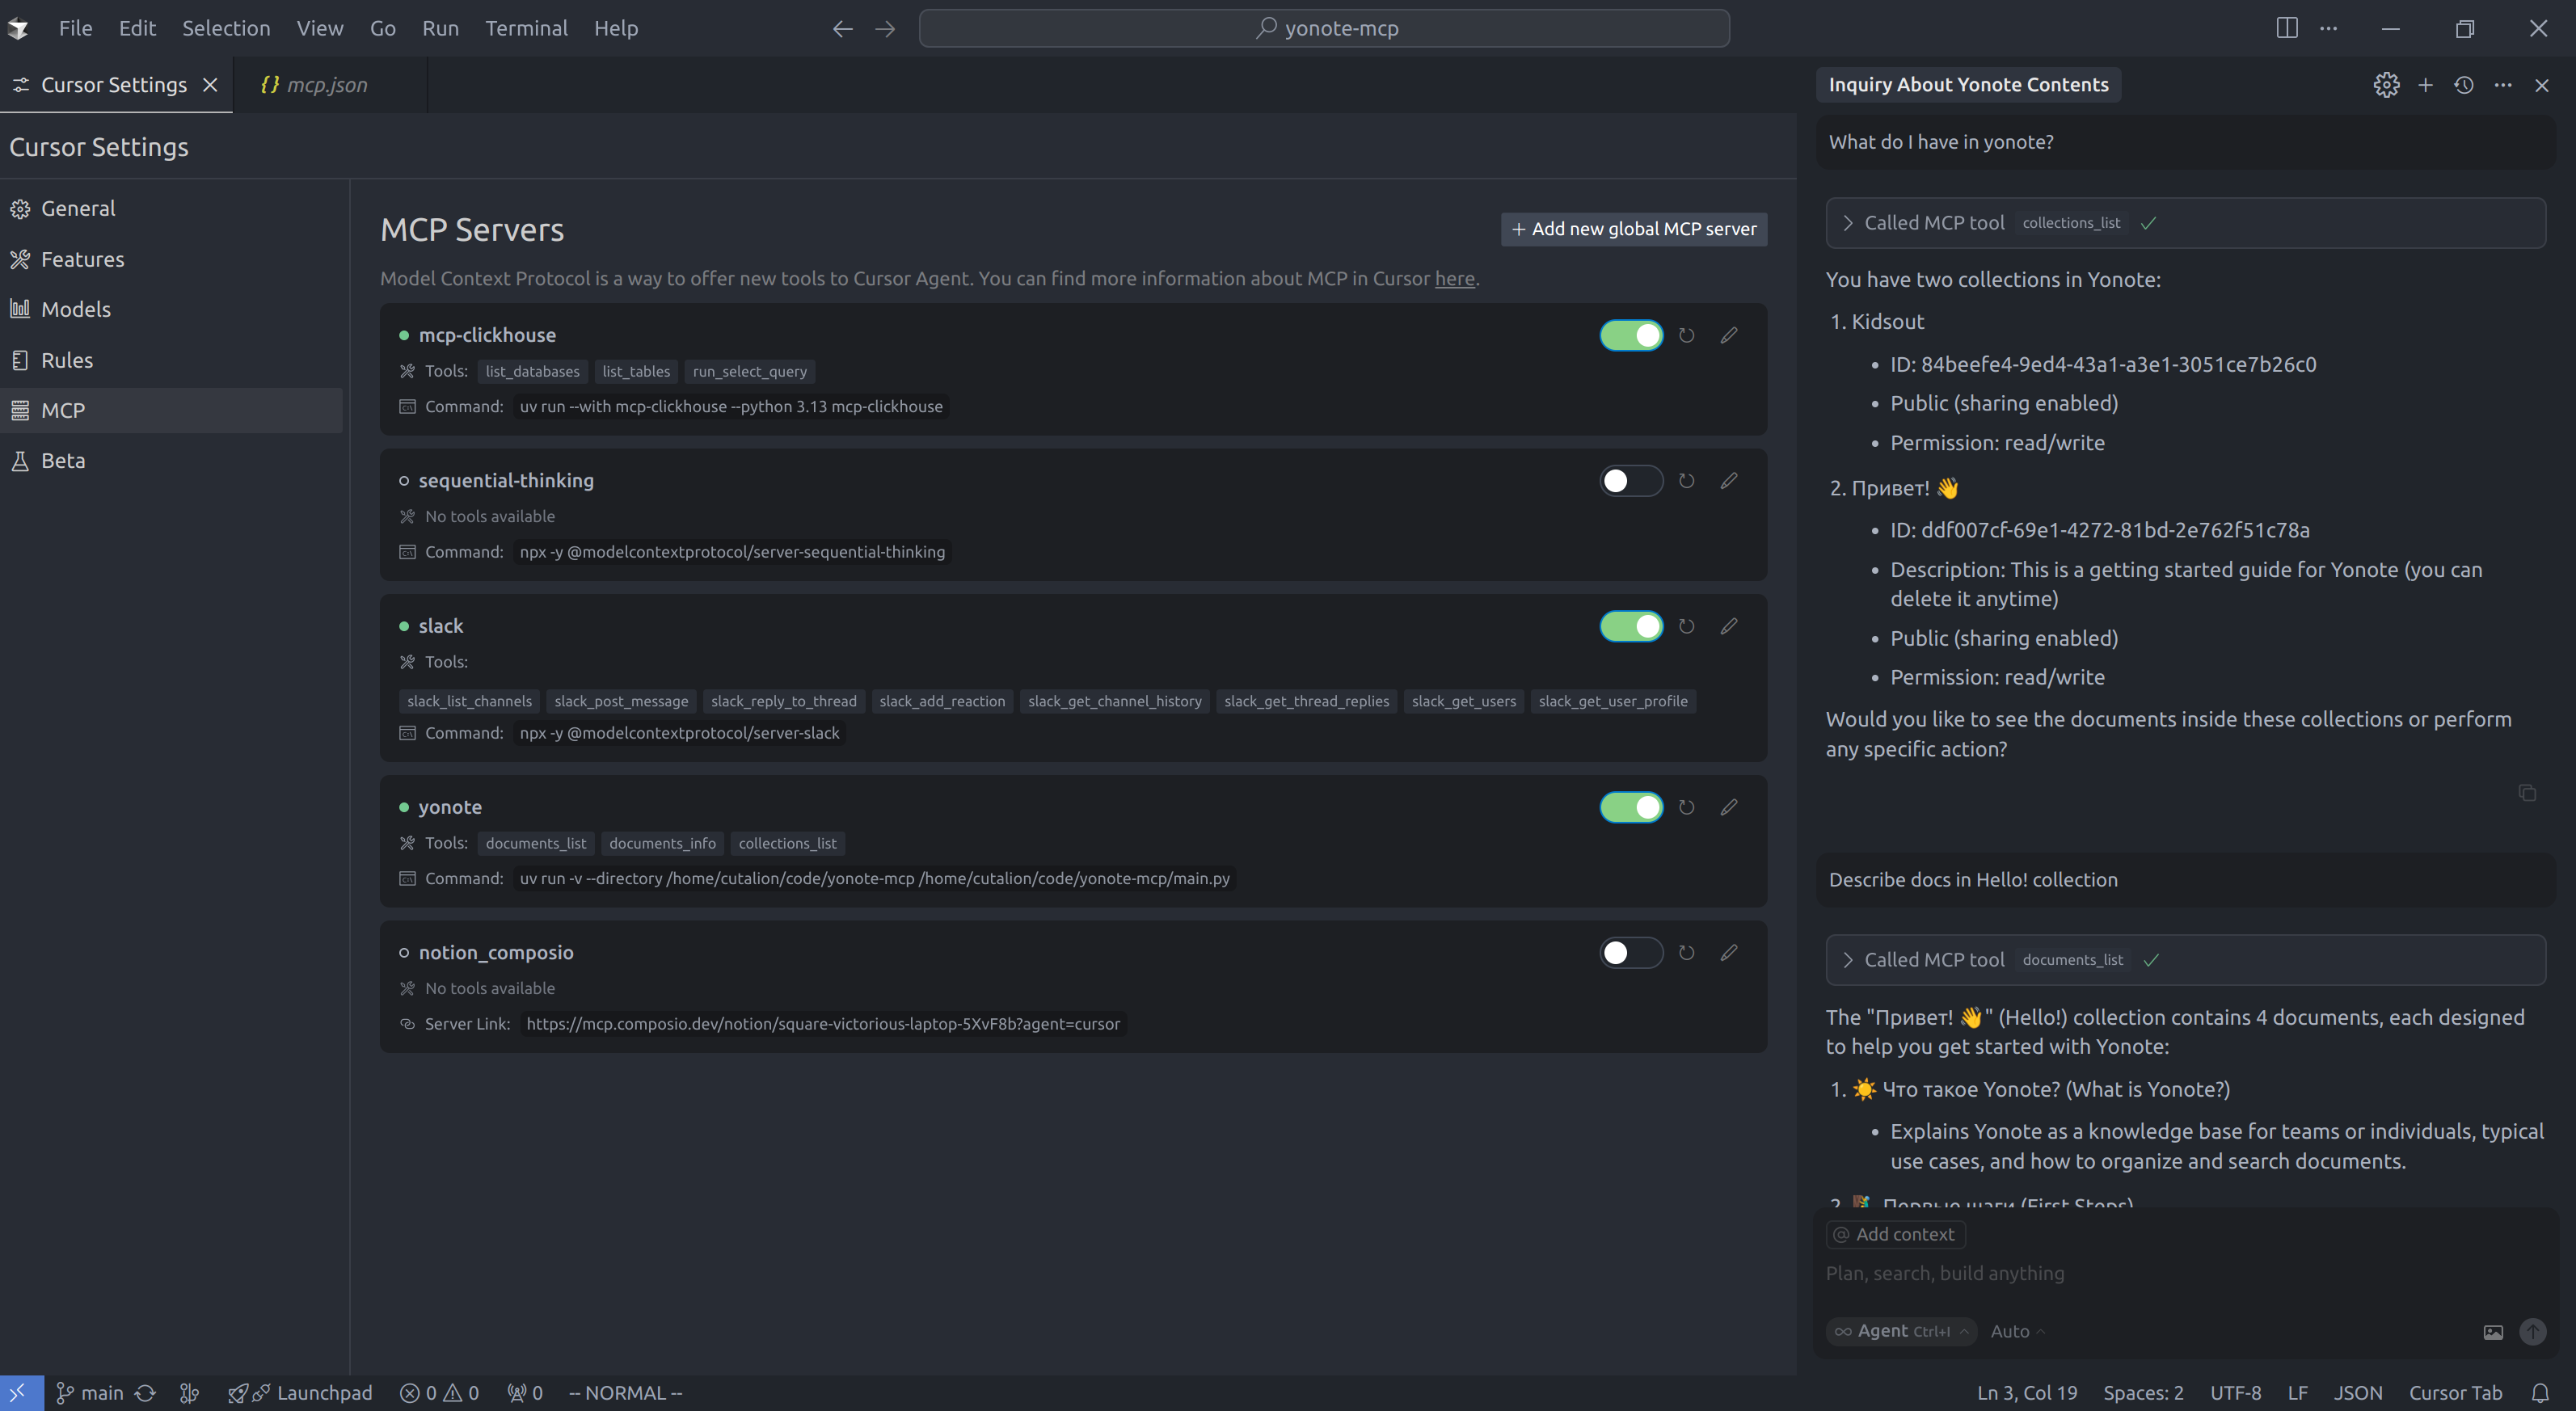 File Edit Selection View Go Run Terminal Help
yonote-mcp
Cursor Settings
{} mcp.json
Cursor Settings
General
Features
Models
Rules
MCP
Beta
MCP Servers
+ Add new global MCP server
Model Context Protocol is a way to offer new tools to Cursor Agent. You can find more information about MCP in Cursor here.
mcp-clickhouse
Tools: list_databases list_tables run_select_query
Command: uv run --with mcp-clickhouse --python 3.13 mcp-clickhouse
sequential-thinking
No tools available
Command: npx -y @modelcontextprotocol/server-sequential-thinking
slack
Tools:
slack_list_channels slack_post_message slack_reply_to_thread slack_add_reaction slack_get_channel_history slack_get_thread_replies slack_get_users slack_get_user_profile
Command: npx -y @modelcontextprotocol/server-slack
yonote
Tools: documents_list documents_info collections_list
Command: uv run -v --directory /home/cutalion/code/yonote-mcp /home/cutalion/code/yonote-mcp/main.py
notion_composio
No tools available
Server Link: https://mcp.composio.dev/notion/square-victorious-laptop-5XvF8b?agent=cursor
Inquiry About Yonote Contents
What do I have in yonote?
Called MCP tool collections_list
You have two collections in Yonote:
1. Kidsout
• ID: 84beefe4-9ed4-43a1-a3e1-3051ce7b26c0
• Public (sharing enabled)
• Permission: read/write
2. Привет! 👋
• ID: ddf007cf-69e1-4272-81bd-2e762f51c78a
• Description: This is a getting started guide for Yonote (you can
delete it anytime)
• Public (sharing enabled)
• Permission: read/write
Would you like to see the documents inside these collections or perform
any specific action?
Describe docs in Hello! collection
Called MCP tool documents_list
The "Привет! 👋" (Hello!) collection contains 4 documents, each designed
to help you get started with Yonote:
1. ☀️ Что такое Yonote? (What is Yonote?)
• Explains Yonote as a knowledge base for teams or individuals, typical
use cases, and how to organize and search documents.
2. Первые шаги (First Steps)
@ Add context
Plan, search, build anything
Agent Ctrl+I Auto
main Launchpad 0 0 0 -- NORMAL --
Ln 3, Col 19 Spaces: 2 UTF-8 LF JSON Cursor Tab